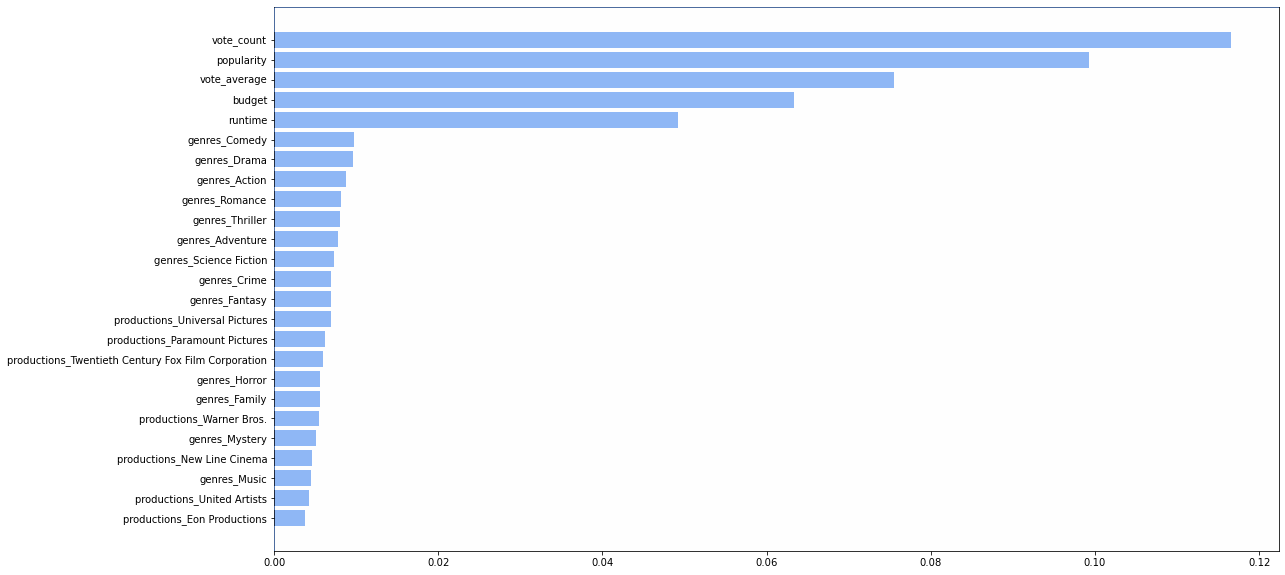 vote_count
popularity
vote_average
budget
runtime
genres_Comedy
genres_Drama
genres_Action
genres_Romance
genres_Thriller
genres_Adventure
genres_Science Fiction
genres_Crime
genres_Fantasy
productions_Universal Pictures
productions_Paramount Pictures
productions_Twentieth Century Fox Film Corporation
genres_Horror
genres_Family
productions_Warner Bros.
genres_Mystery
productions_New Line Cinema
genres_Music
productions_United Artists
productions_Eon Productions
0.00 0.02 0.04 0.06 0.08 0.10 0.12